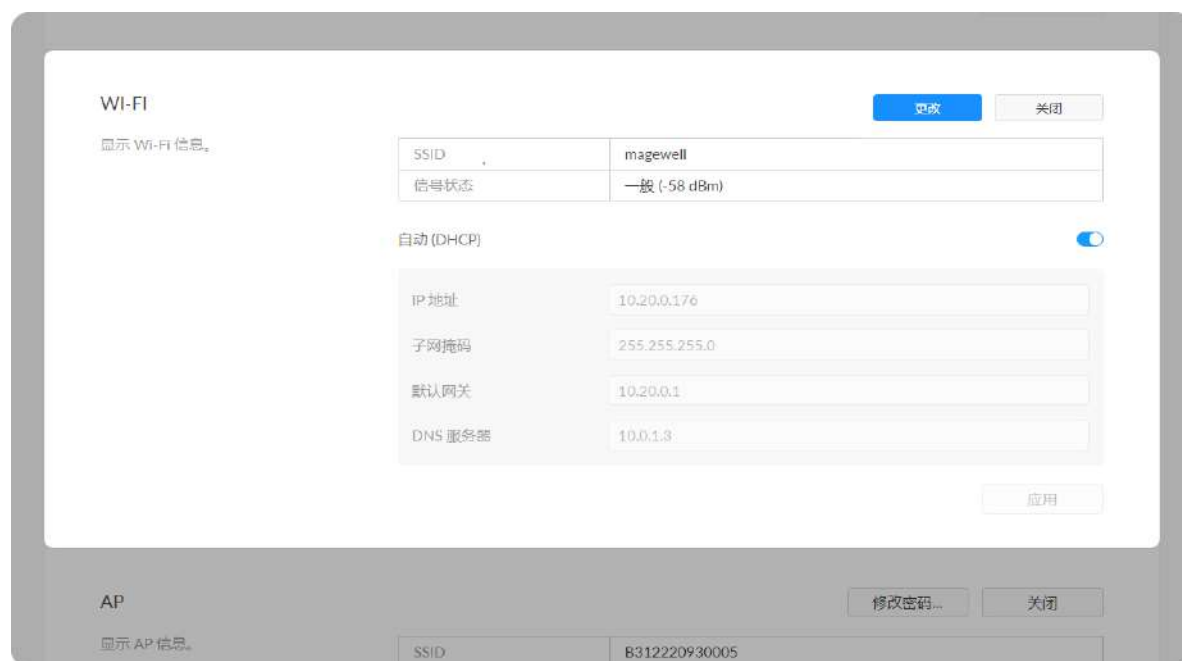 WI-FI
更改
关闭
显示 Wi-Fi 信息。
SSID
magewell
信号状态
一般 (-58 dBm)
自动 (DHCP)
IP 地址
10.20.0.176
子网掩码
255.255.255.0
默认网关
10.20.0.1
DNS 服务器
10.0.1.3
应用
AP
修改密码...
关闭
显示 AP 信息。
SSID
B312220930005